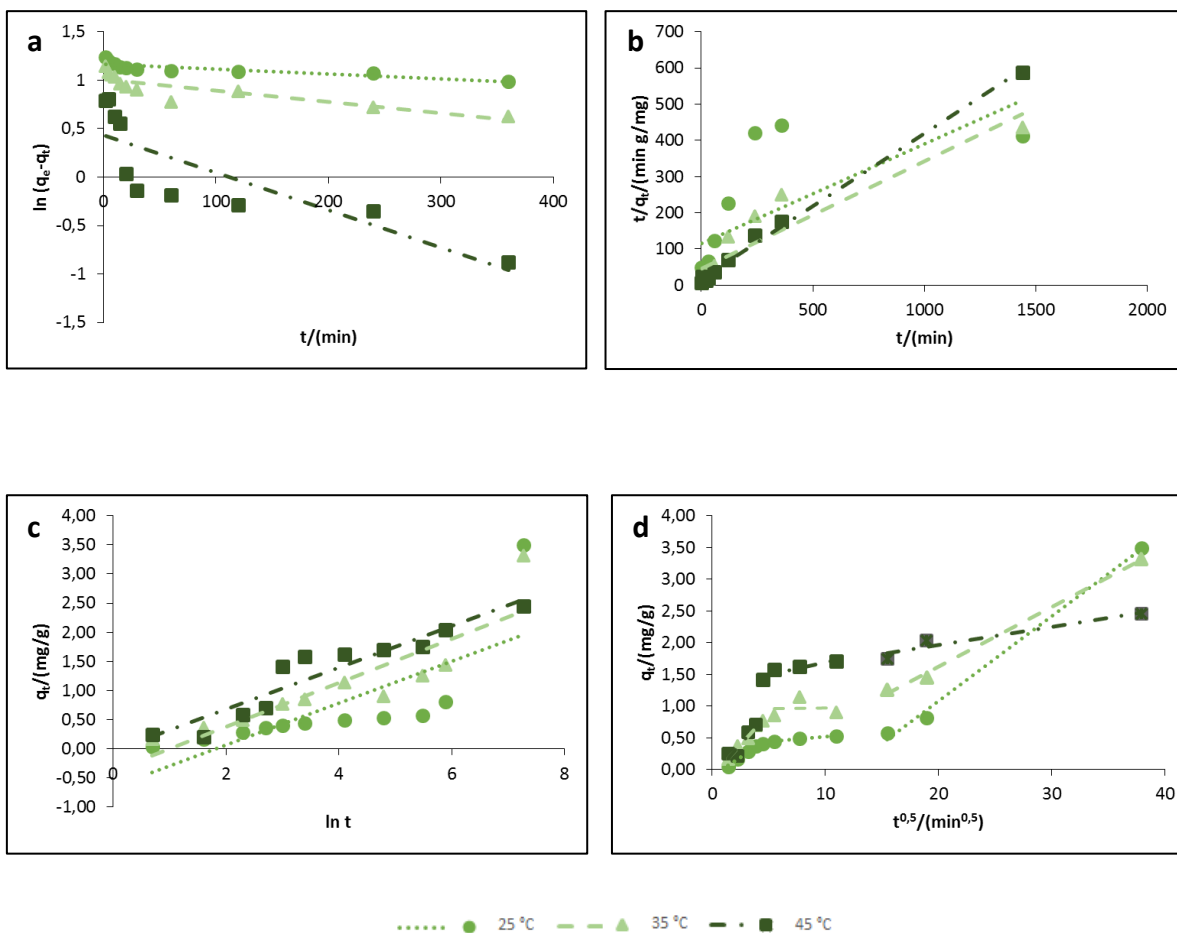 a
1,5
1
0,5
0
-0,5
-1
-1,5
0 100 200 300 400
ln (qe-qt)
t/(min)
b
700
600
500
400
300
200
100
0
0 500 1000 1500 2000
t/qt/(min g/mg)
t/(min)
c
4,00
3,50
3,00
2,50
2,00
1,50
1,00
0,50
0,00
-0,50
-1,00
0 2 4 6 8
qt/(mg/g)
ln t
d
4,00
3,50
3,00
2,50
2,00
1,50
1,00
0,50
0,00
0 10 20 30 40
qt/(mg/g)
t0,5/(min0,5)
25 °C 35 °C 45 °C